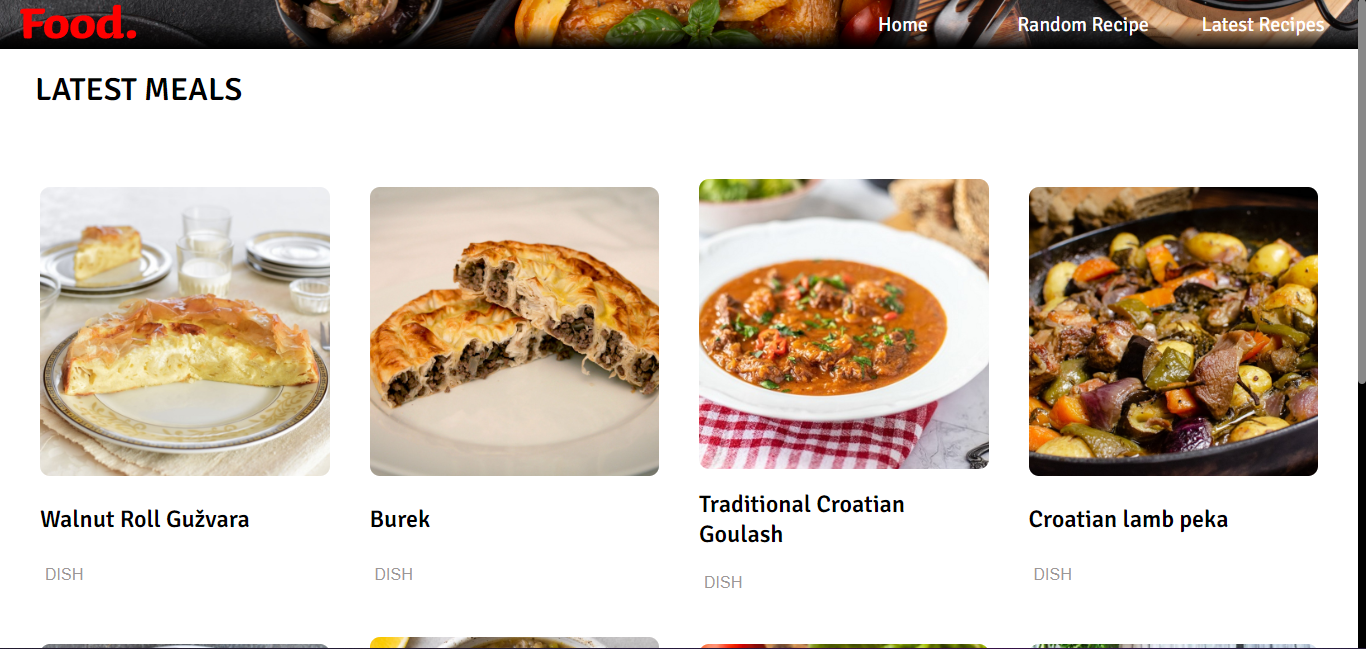 Food.
Home
Random Recipe
Latest Recipes
LATEST MEALS
Walnut Roll Gužvara
Burek
Traditional Croatian
Goulash
Croatian lamb peka
DISH
DISH
DISH
DISH